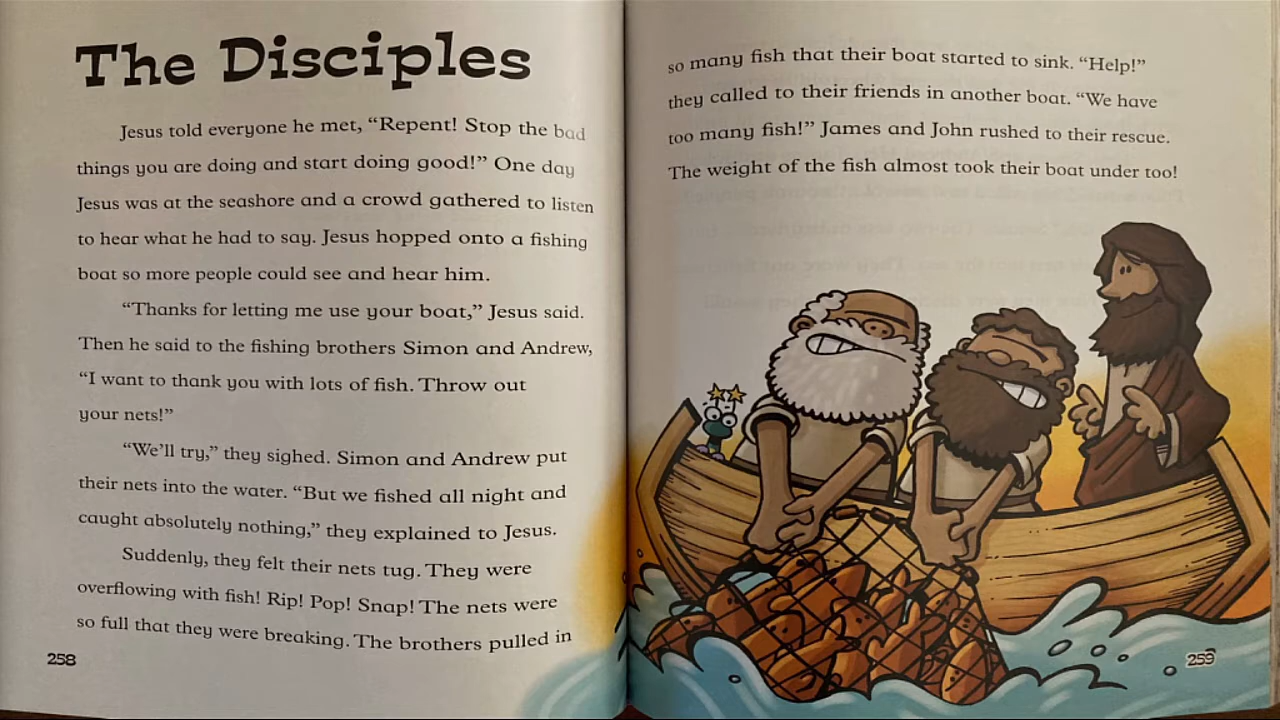 The Disciples
Jesus told everyone he met, “Repent! Stop the bad
things you are doing and start doing good!” One day
Jesus was at the seashore and a crowd gathered to listen
to hear what he had to say. Jesus hopped onto a fishing
boat so more people could see and hear him.
“Thanks for letting me use your boat,” Jesus said.
Then he said to the fishing brothers Simon and Andrew,
“I want to thank you with lots of fish. Throw out
your nets!”
“We’ll try,” they sighed. Simon and Andrew put
their nets into the water. “But we fished all night and
caught absolutely nothing,” they explained to Jesus.
Suddenly, they felt their nets tug. They were
overflowing with fish! Rip! Pop! Snap! The nets were
so full that they were breaking. The brothers pulled in
258
so many fish that their boat started to sink. “Help!”
they called to their friends in another boat. “We have
too many fish!” James and John rushed to their rescue.
The weight of the fish almost took their boat under too!
259